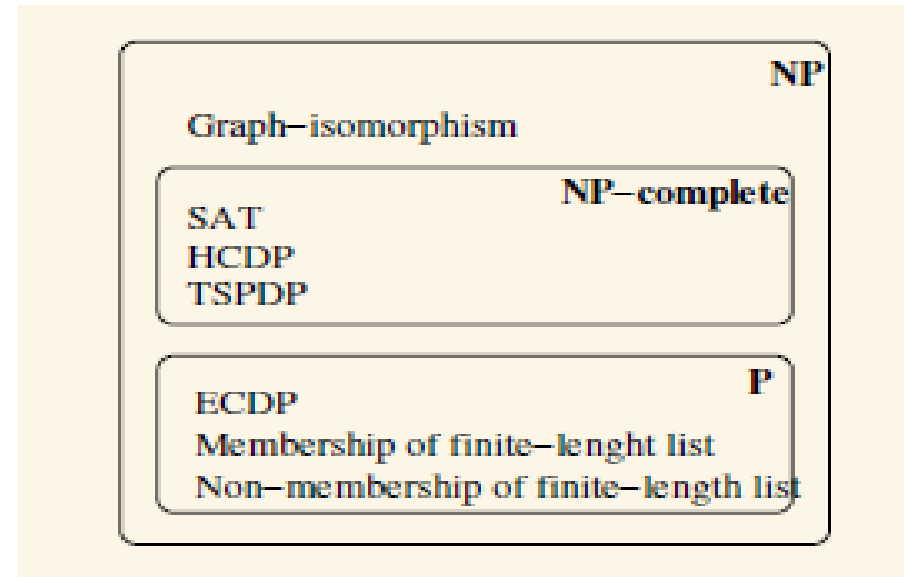 NP
Graph–isomorphism
NP–complete
SAT
HCDP
TSPDP
P
ECDP
Membership of finite–lenght list
Non–membership of finite–length list